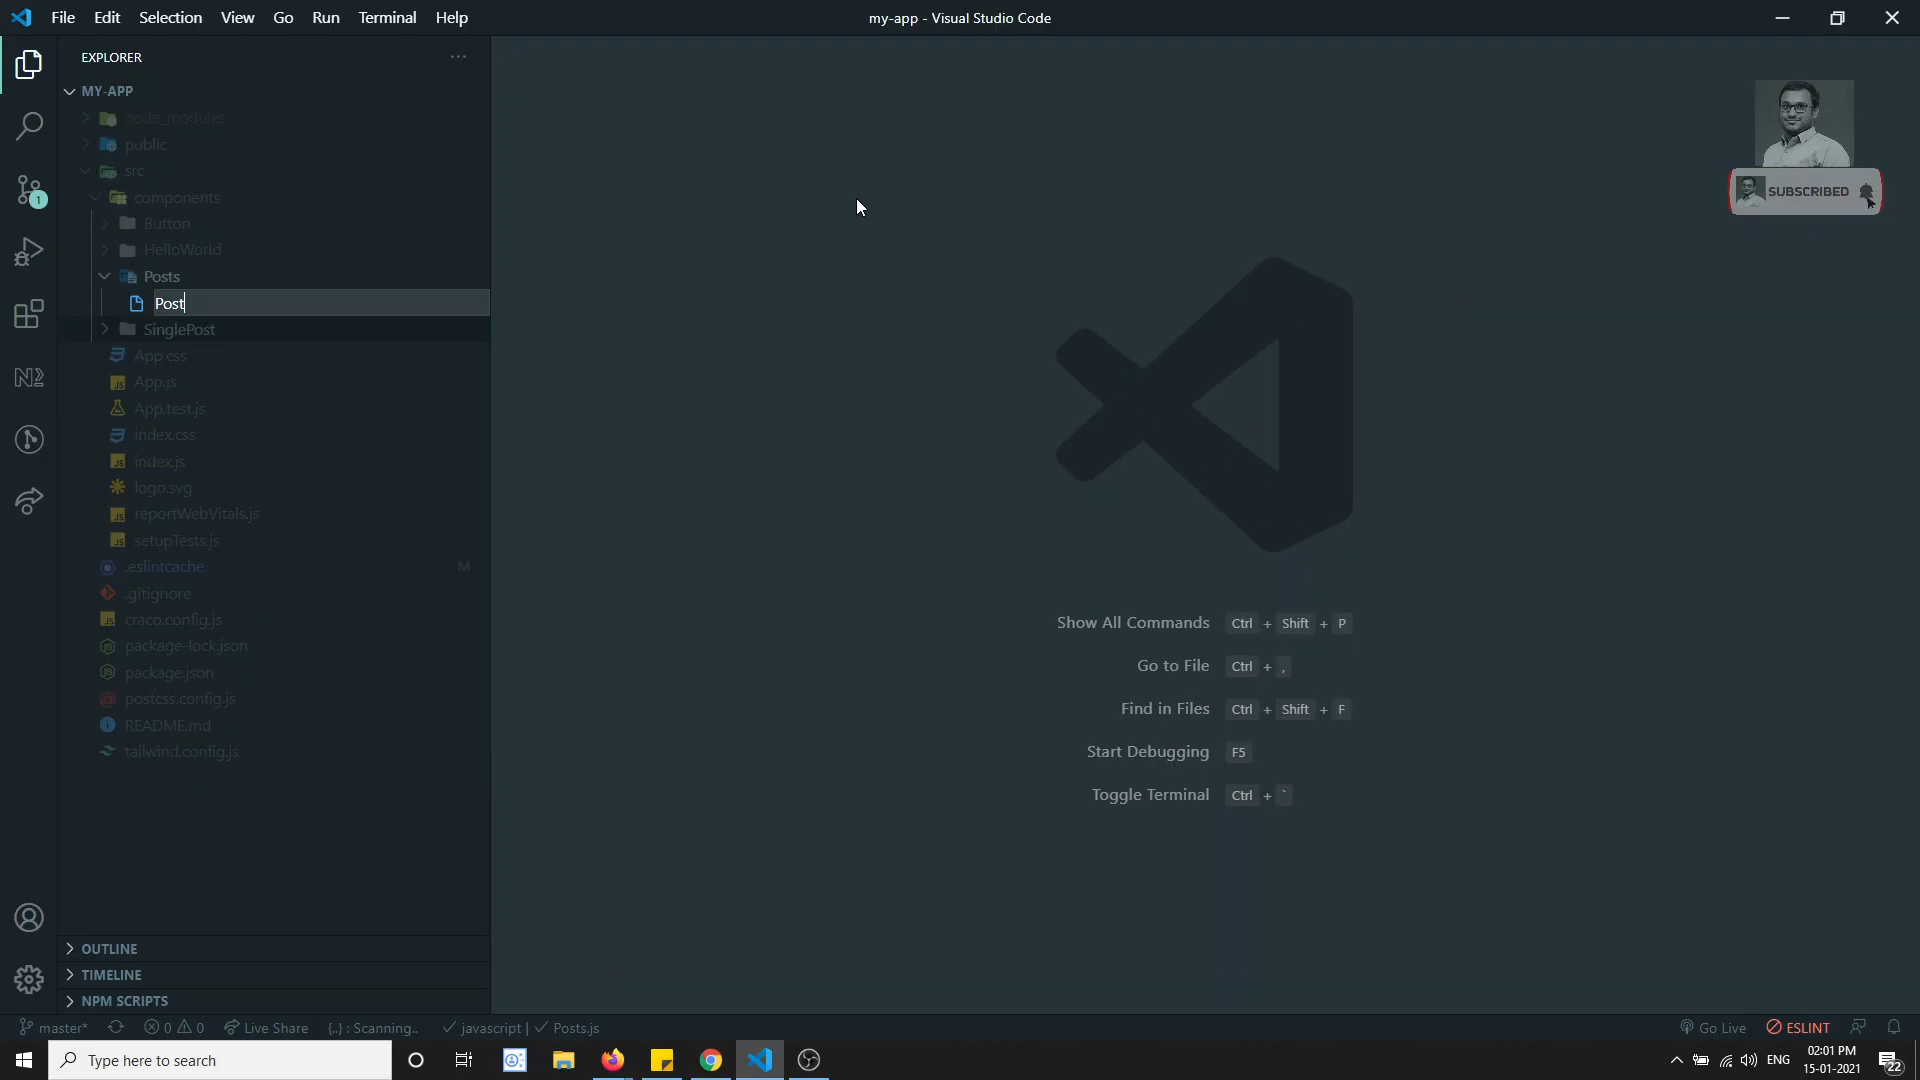 File Edit Selection View Go Run Terminal Help
my-app - Visual Studio Code
EXPLORER
MY-APP
node_modules
public
src
components
Button
HelloWorld
Posts
Post
SinglePost
App.css
App.js
App.test.js
index.css
index.js
logo.svg
reportWebVitals.js
setupTests.js
.eslintcache M
.gitignore
craco.config.js
package-lock.json
package.json
postcss.config.js
README.md
tailwind.config.js
OUTLINE
TIMELINE
NPM SCRIPTS
1
SUBSCRIBED
Show All Commands Ctrl + Shift + P
Go to File Ctrl + ,
Find in Files Ctrl + Shift + F
Start Debugging F5
Toggle Terminal Ctrl + `
master* 0 0 Live Share {..} : Scanning.. javascript | Posts.js
Go Live ESLINT
Type here to search
ENG
02:01 PM
15-01-2021
22